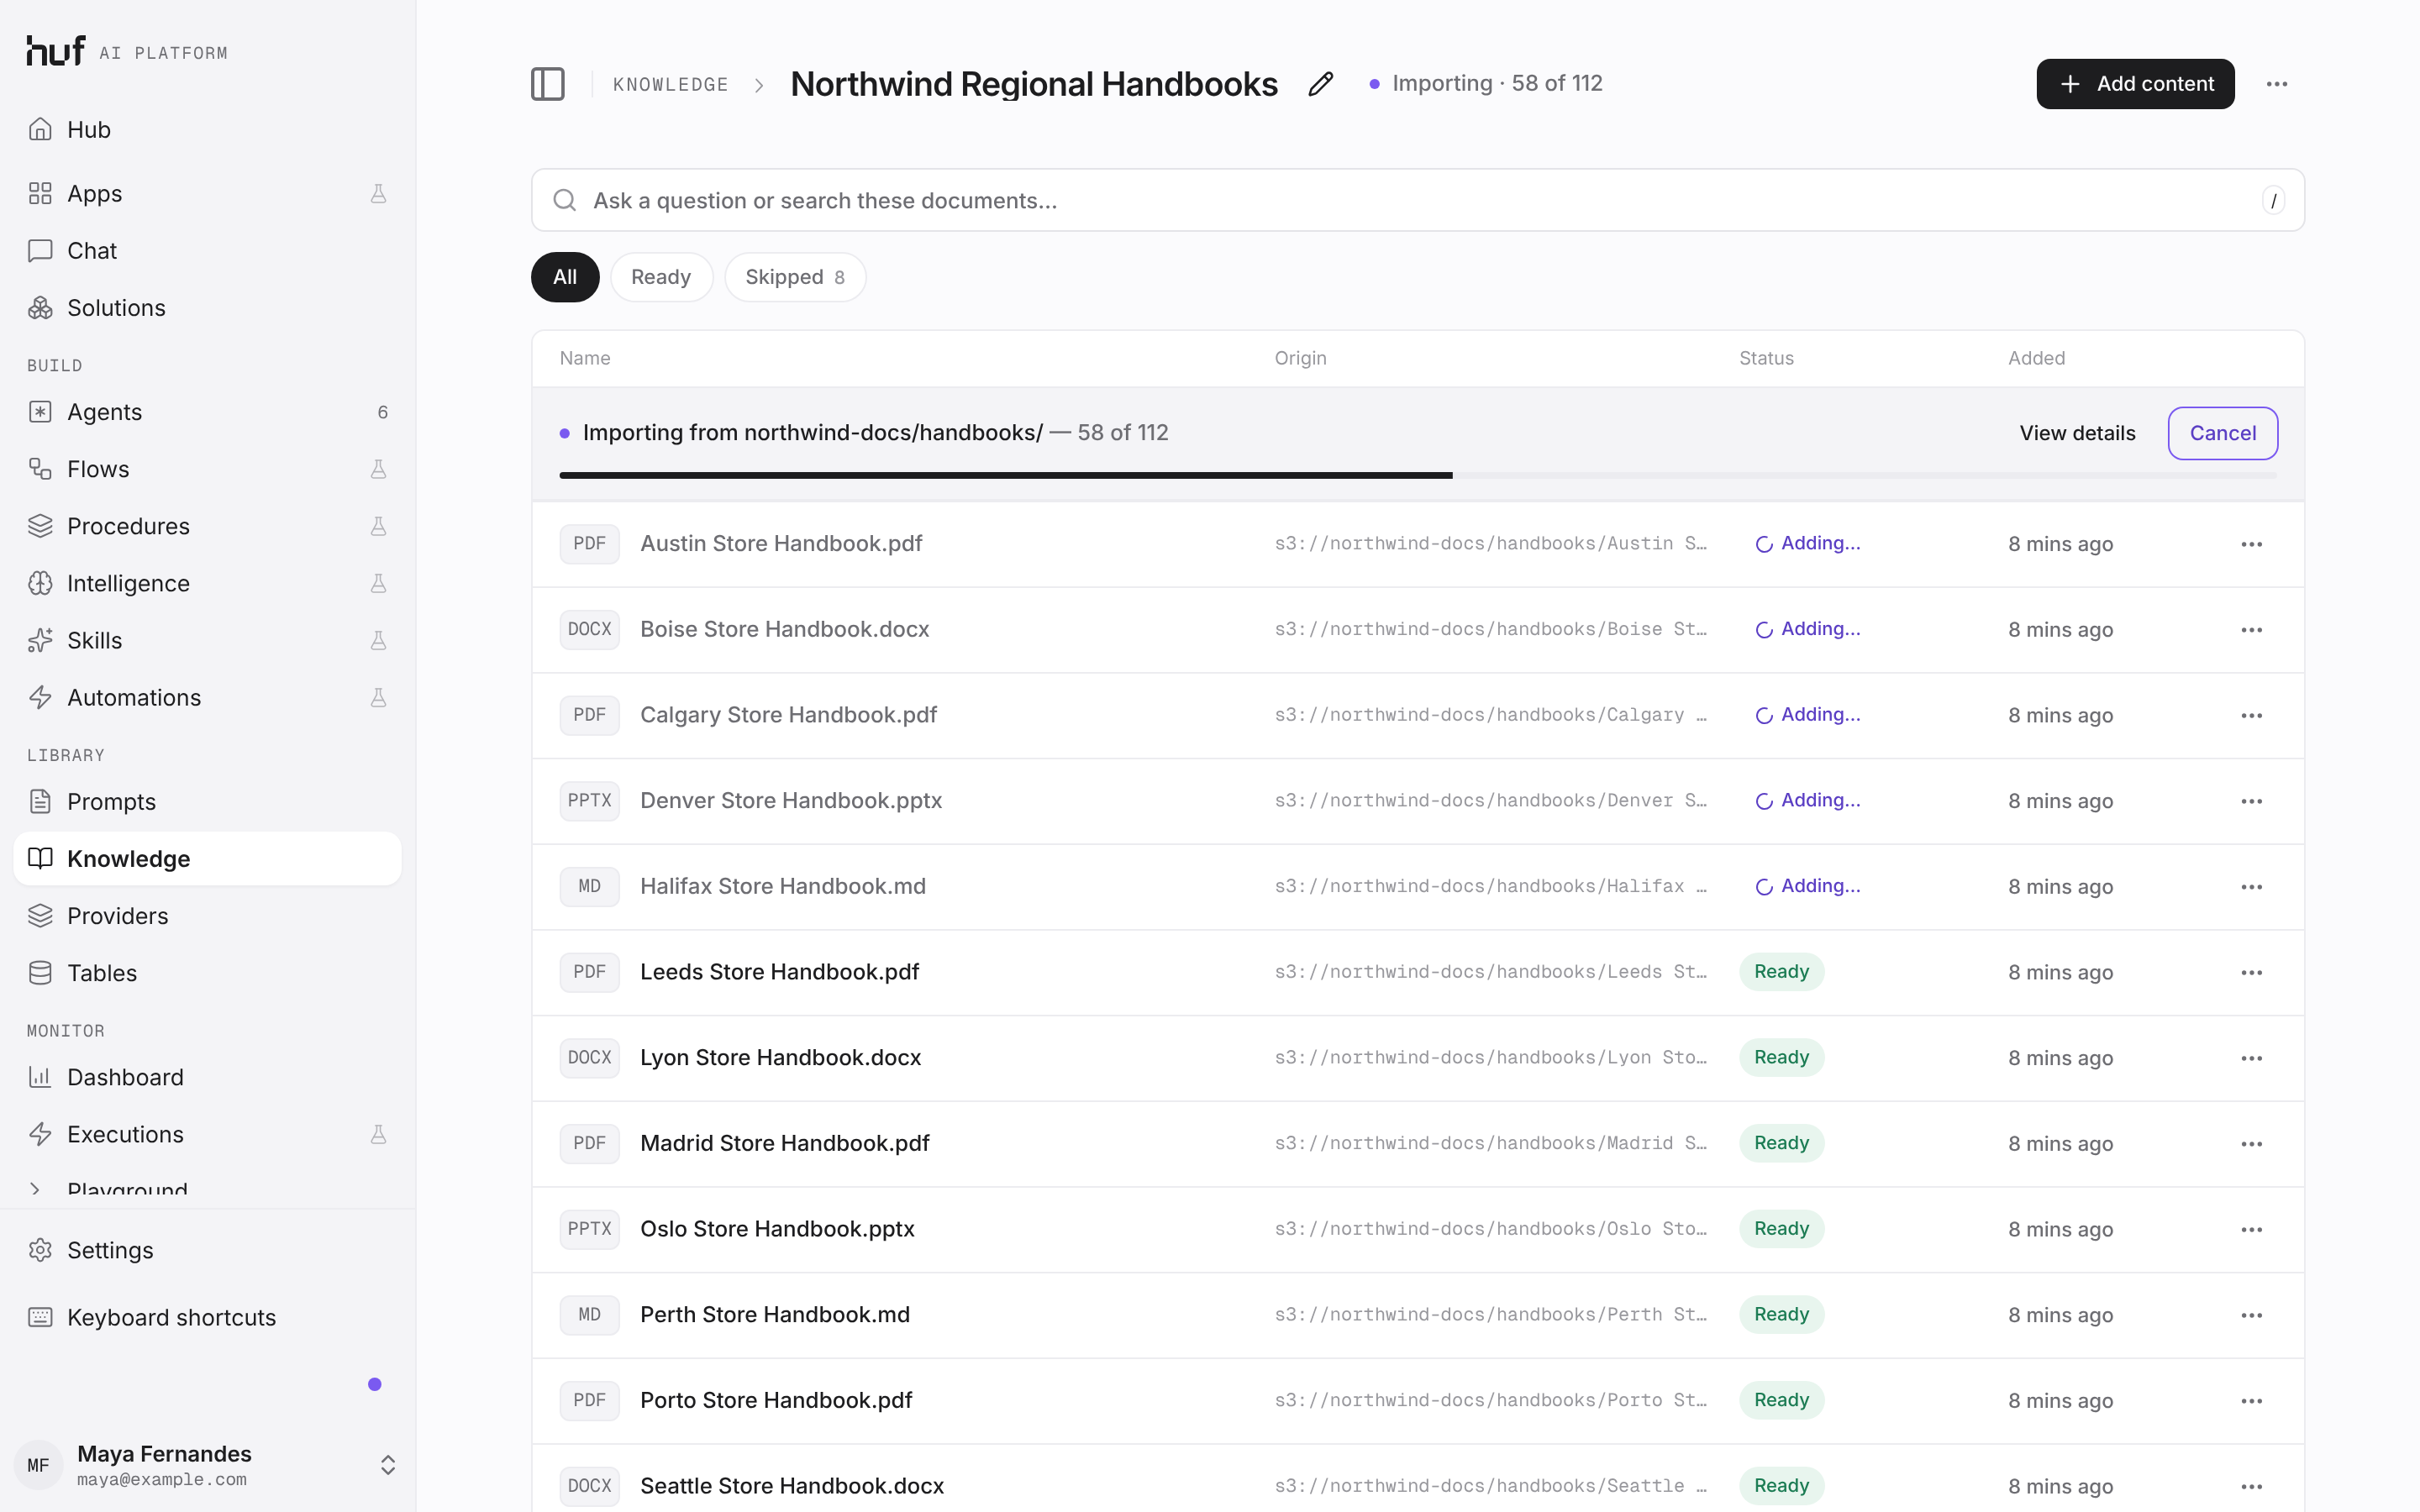 huf AI PLATFORM
Hub
Apps
Chat
Solutions
BUILD
Agents 6
Flows
Procedures
Intelligence
Skills
Automations
LIBRARY
Prompts
Knowledge
Providers
Tables
MONITOR
Dashboard
Executions
Playground
Settings
Keyboard shortcuts
MF
Maya Fernandes
maya@example.com
KNOWLEDGE
Northwind Regional Handbooks
Importing · 58 of 112
Add content
Ask a question or search these documents...
/
All
Ready
Skipped 8
Name Origin Status Added
Importing from northwind-docs/handbooks/ — 58 of 112
View details
Cancel
PDF Austin Store Handbook.pdf s3://northwind-docs/handbooks/Austin S… Adding... 8 mins ago
DOCX Boise Store Handbook.docx s3://northwind-docs/handbooks/Boise St… Adding... 8 mins ago
PDF Calgary Store Handbook.pdf s3://northwind-docs/handbooks/Calgary … Adding... 8 mins ago
PPTX Denver Store Handbook.pptx s3://northwind-docs/handbooks/Denver S… Adding... 8 mins ago
MD Halifax Store Handbook.md s3://northwind-docs/handbooks/Halifax … Adding... 8 mins ago
PDF Leeds Store Handbook.pdf s3://northwind-docs/handbooks/Leeds St… Ready 8 mins ago
DOCX Lyon Store Handbook.docx s3://northwind-docs/handbooks/Lyon Sto… Ready 8 mins ago
PDF Madrid Store Handbook.pdf s3://northwind-docs/handbooks/Madrid S… Ready 8 mins ago
PPTX Oslo Store Handbook.pptx s3://northwind-docs/handbooks/Oslo Sto… Ready 8 mins ago
MD Perth Store Handbook.md s3://northwind-docs/handbooks/Perth St… Ready 8 mins ago
PDF Porto Store Handbook.pdf s3://northwind-docs/handbooks/Porto St… Ready 8 mins ago
DOCX Seattle Store Handbook.docx s3://northwind-docs/handbooks/Seattle … Ready 8 mins ago